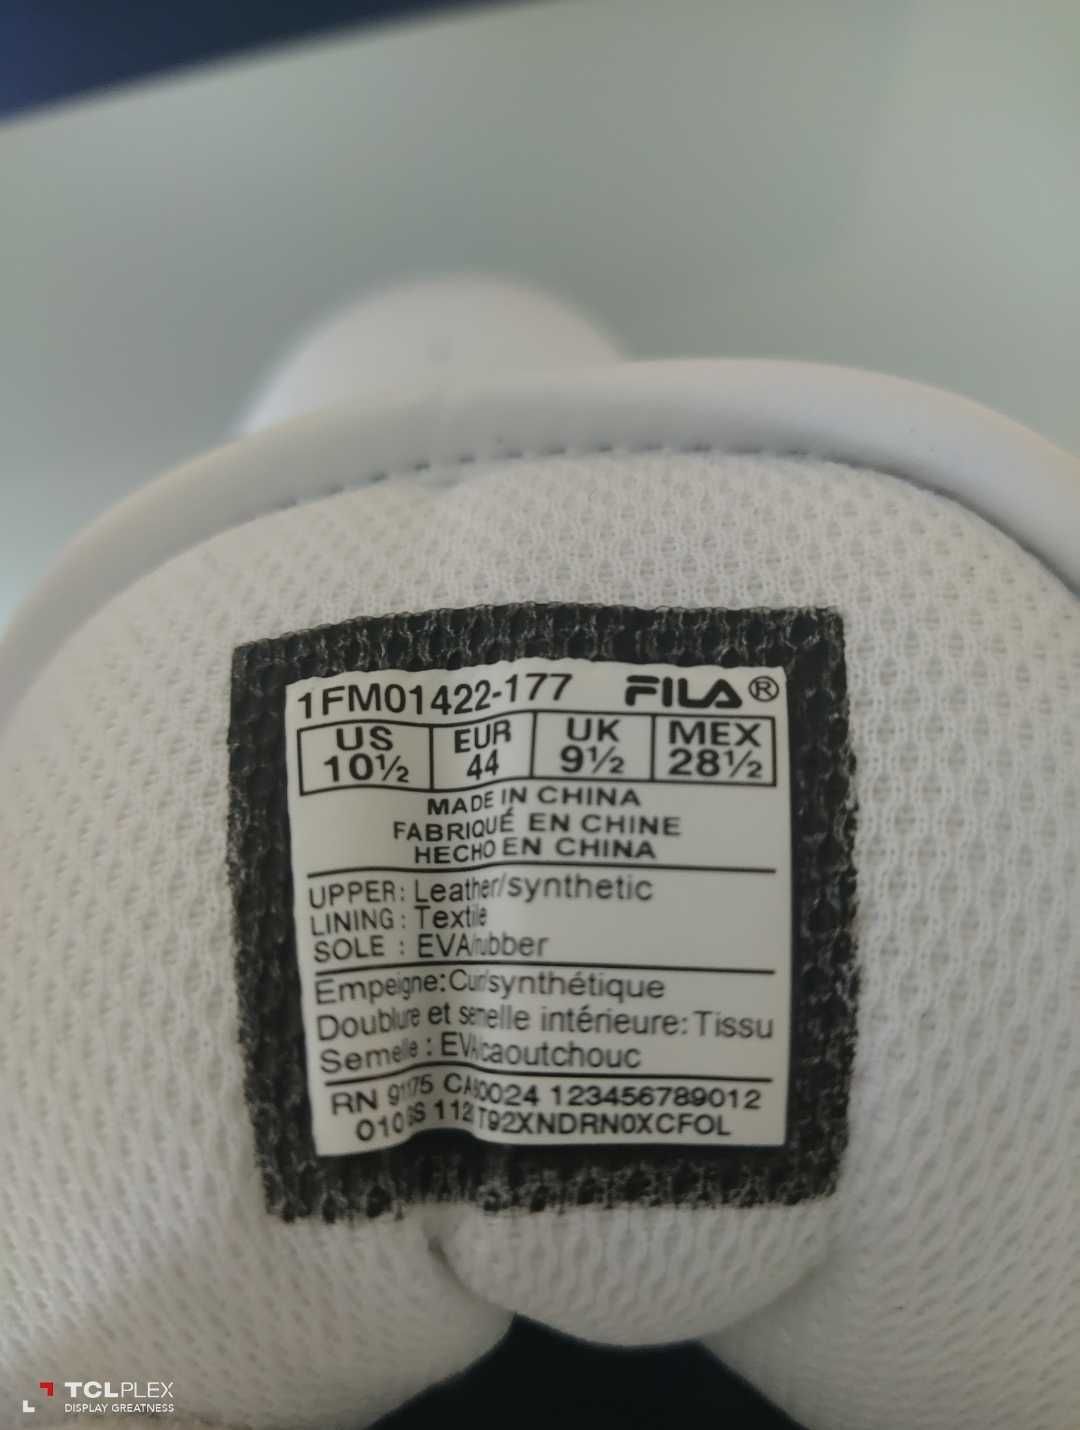 1FM01422-177 FILA®
US EUR UK MEX
10½ 44 9½ 28½
MADE IN CHINA
FABRIQUÉ EN CHINE
HECHO EN CHINA
UPPER: Leather/synthetic
LINING: Textile
SOLE : EVA/rubber
Empeigne: Cuir/synthétique
Doublure et semelle intérieure: Tissu
Semelle : EVA/caoutchouc
RN 91175 123456789012
112 T92XNDRN0XCFOL
TCLPLEX
DISPLAY GREATNESS